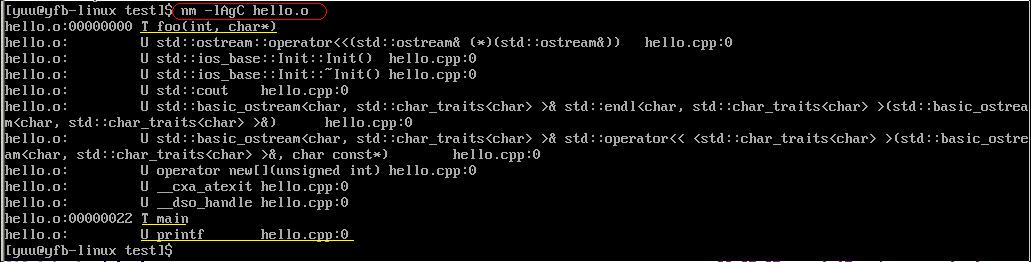 [yuu@yfb-linux test]$ nm -lAgC hello.o
hello.o:00000000 T foo(int, char*)
hello.o:         U std::ostream::operator<<(std::ostream& (*)(std::ostream&))   hello.cpp:0
hello.o:         U std::ios_base::Init::Init()  hello.cpp:0
hello.o:         U std::ios_base::Init::~Init() hello.cpp:0
hello.o:         U std::cout    hello.cpp:0
hello.o:         U std::basic_ostream<char, std::char_traits<char> >& std::endl<char, std::char_traits<char> >(std::basic_ostrea
m<char, std::char_traits<char> >&)      hello.cpp:0
hello.o:         U std::basic_ostream<char, std::char_traits<char> >& std::operator<< <std::char_traits<char> >(std::basic_ostre
am<char, std::char_traits<char> >&, char const*)        hello.cpp:0
hello.o:         U operator new[](unsigned int) hello.cpp:0
hello.o:         U __cxa_atexit hello.cpp:0
hello.o:         U __dso_handle hello.cpp:0
hello.o:00000022 T main
hello.o:         U printf       hello.cpp:0
[yuu@yfb-linux test]$